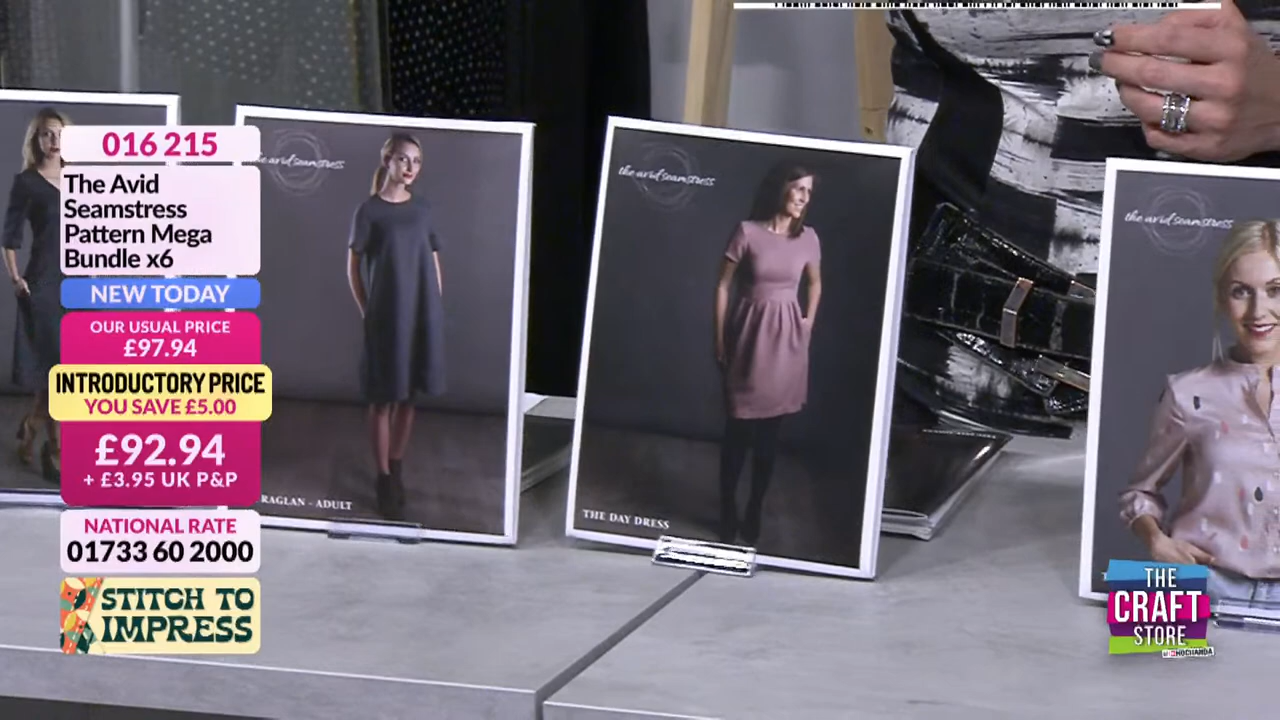 016 215
The Avid
Seamstress
Pattern Mega
Bundle x6
NEW TODAY
OUR USUAL PRICE
£97.94
INTRODUCTORY PRICE
YOU SAVE £5.00
£92.94
+ £3.95 UK P&P
NATIONAL RATE
01733 60 2000
STITCH TO
IMPRESS
the avid seamstress
RAGLAN - ADULT
the avid seamstress
THE DAY DRESS
the avid seamstress
THE
CRAFT
STORE
at HOCHANDA